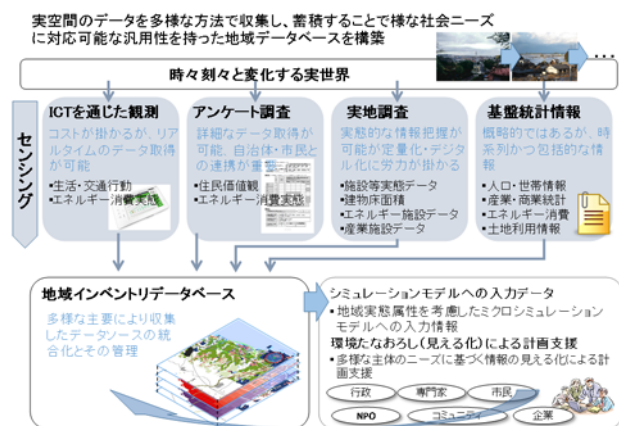 実空間のデータを多様な方法で収集し、蓄積することで様な社会ニーズ
に対応可能な汎用性を持った地域データベースを構築
時々刻々と変化する実世界
...
センシング
ICTを通じた観測
コストが掛かるが、リア
ルタイムのデータ取得
が可能
▪生活・交通行動
▪エネルギー消費実態
アンケート調査
詳細なデータ取得が
可能、自治体・市民と
の連携が重要
▪住民価値観
▪エネルギー消費実態
実地調査
実態的な情報把握が
可能が定量化・デジタ
ル化に労力が掛かる
▪施設等実態データ
▪建物床面積
▪エネルギー施設データ
▪産業施設データ
基盤統計情報
概略的ではあるが、時
系列かつ包括的な情
報
▪人口・世帯情報
▪産業・商業統計
▪エネルギー消費
▪土地利用情報
地域インベントリデータベース
多様な主要により収集
したデータソースの統
合化とその管理
シミュレーションモデルへの入力データ
▪地域実態属性を考慮したミクロシミュレーション
モデルへの入力情報
環境たなおろし(見える化)による計画支援
▪多様な主体のニーズに基づく情報の見える化による計
画支援
行政
専門家
市民
NPO
コミュニティ
企業